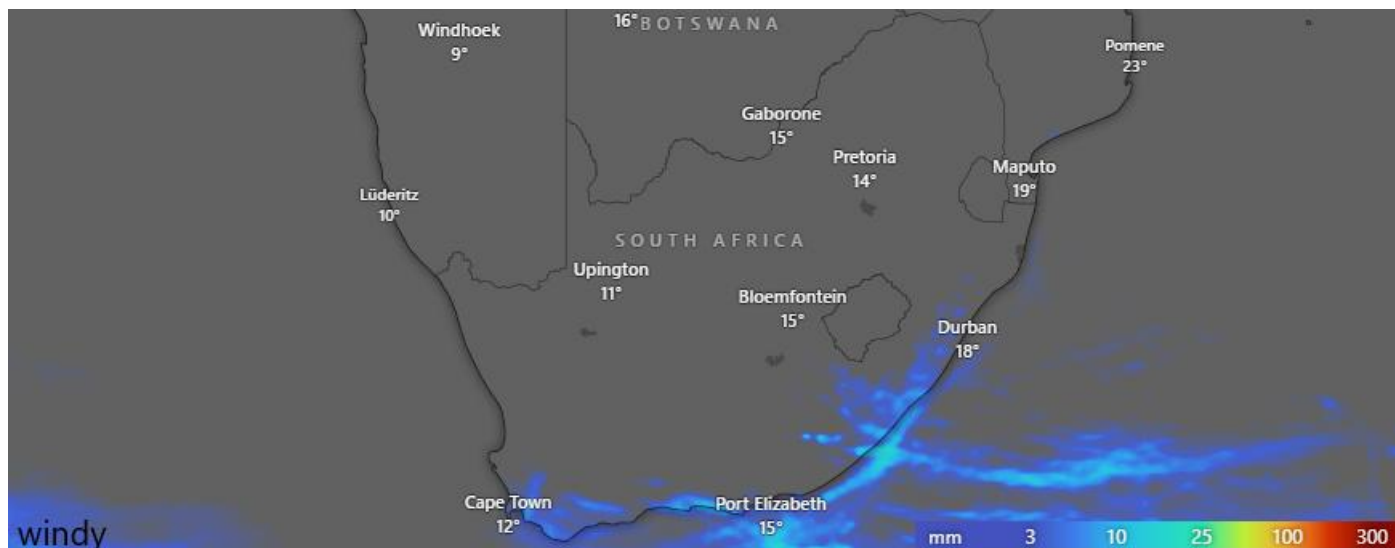 16°
BOTSWANA
Windhoek
9°
Pomene
23°
Gaborone
15°
Pretoria
14°
Maputo
19°
Lüderitz
10°
SOUTH AFRICA
Upington
11°
Bloemfontein
15°
Durban
18°
Cape Town
12°
Port Elizabeth
15°
windy
mm 3 10 25 100 300